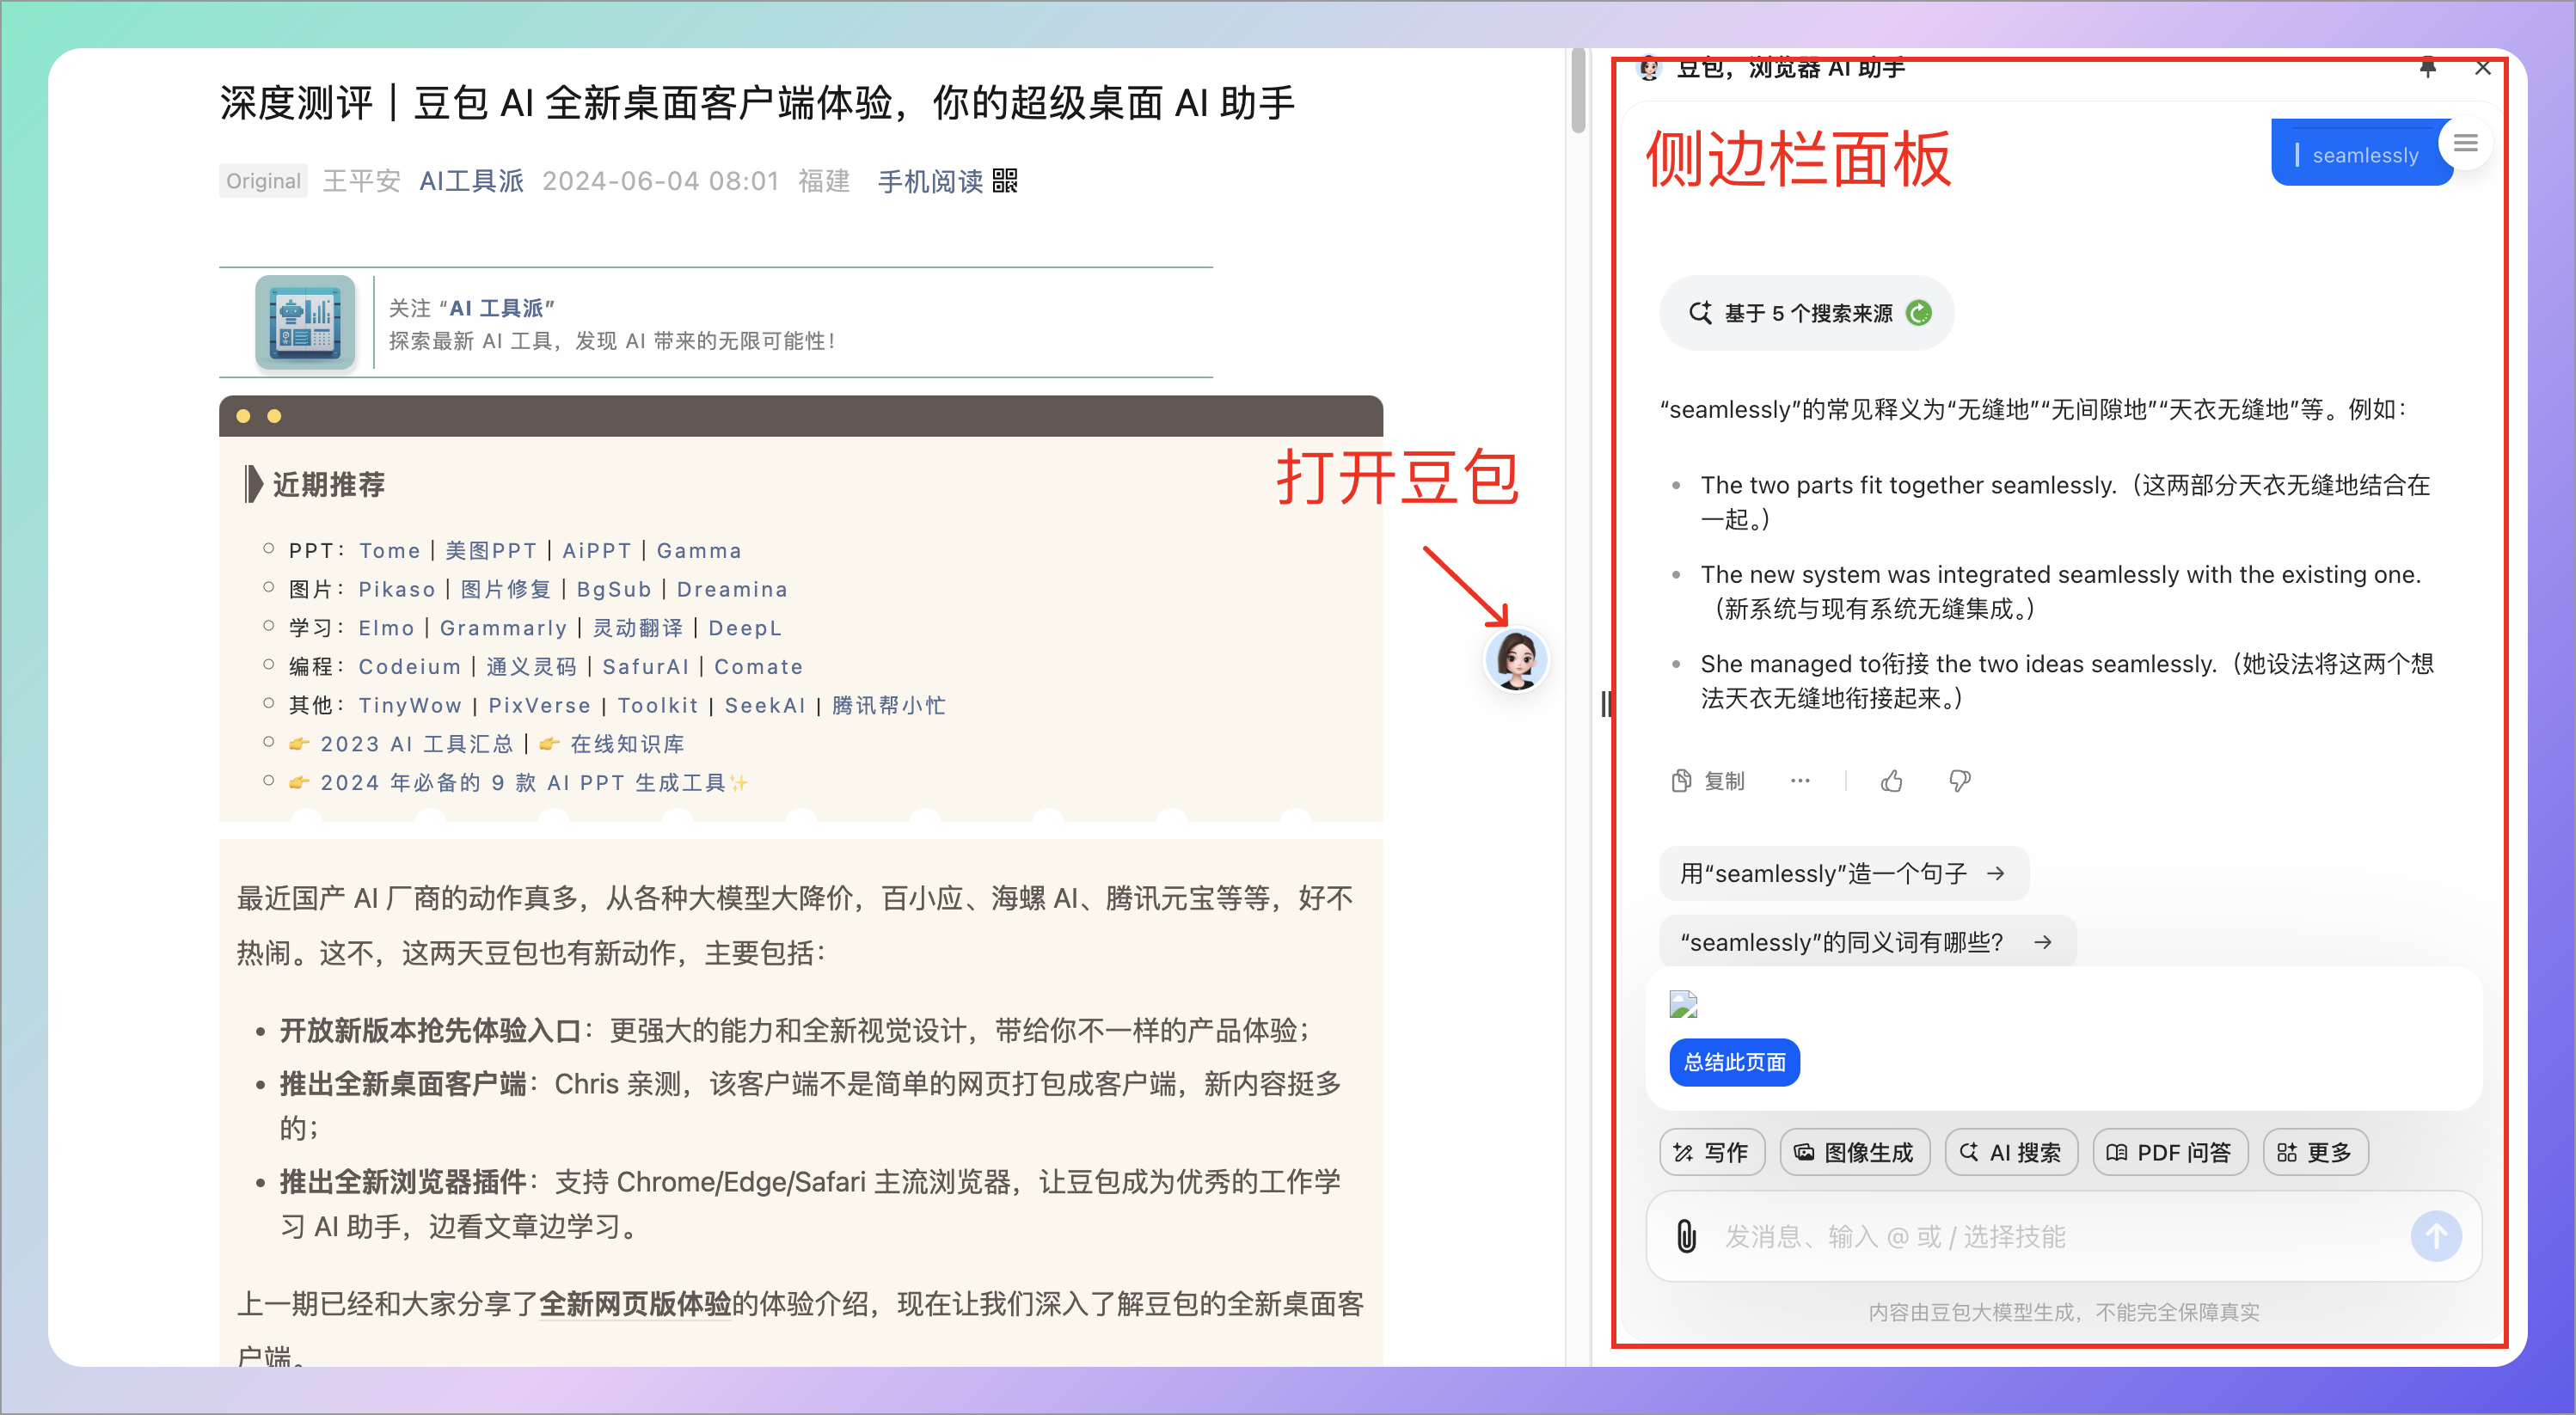 深度测评｜豆包 AI 全新桌面客户端体验，你的超级桌面 AI 助手
Original 王平安 AI工具派 2024-06-04 08:01 福建 手机阅读
关注 “AI 工具派”
探索最新 AI 工具，发现 AI 带来的无限可能性！
近期推荐
PPT：Tome | 美图PPT | AiPPT | Gamma
图片：Pikaso | 图片修复 | BgSub | Dreamina
学习：Elmo | Grammarly | 灵动翻译 | DeepL
编程：Codeium | 通义灵码 | SafurAI | Comate
其他：TinyWow | PixVerse | Toolkit | SeekAI | 腾讯帮小忙
👉 2023 AI 工具汇总 | 👉 在线知识库
👉 2024 年必备的 9 款 AI PPT 生成工具✨
最近国产 AI 厂商的动作真多，从各种大模型大降价，百小应、海螺 AI、腾讯元宝等等，好不
热闹。这不，这两天豆包也有新动作，主要包括：
• 开放新版本抢先体验入口：更强大的能力和全新视觉设计，带给你不一样的产品体验；
• 推出全新桌面客户端：Chris 亲测，该客户端不是简单的网页打包成客户端，新内容挺多
的；
• 推出全新浏览器插件：支持 Chrome/Edge/Safari 主流浏览器，让豆包成为优秀的工作学
习 AI 助手，边看文章边学习。
上一期已经和大家分享了全新网页版体验的体验介绍，现在让我们深入了解豆包的全新桌面客
户端。
打开豆包
豆包，浏览器 AI 助手
侧边栏面板
seamlessly
基于 5 个搜索来源
“seamlessly”的常见释义为“无缝地”“无间隙地”“天衣无缝地”等。例如：
• The two parts fit together seamlessly.（这两部分天衣无缝地结合在
一起。）
• The new system was integrated seamlessly with the existing one.
（新系统与现有系统无缝集成。）
• She managed to衔接 the two ideas seamlessly.（她设法将这两个想
法天衣无缝地衔接起来。）
复制
用“seamlessly”造一个句子 →
“seamlessly”的同义词有哪些？ →
总结此页面
写作 图像生成 AI 搜索 PDF 问答 更多
发消息、输入 @ 或 / 选择技能
内容由豆包大模型生成，不能完全保障真实